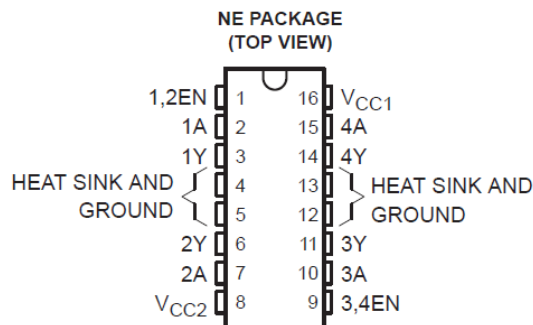 NE PACKAGE
(TOP VIEW)
1,2EN 1 16 VCC1
1A 2 15 4A
1Y 3 14 4Y
HEAT SINK AND GROUND 4 13 HEAT SINK AND GROUND
5 12
2Y 6 11 3Y
2A 7 10 3A
VCC2 8 9 3,4EN